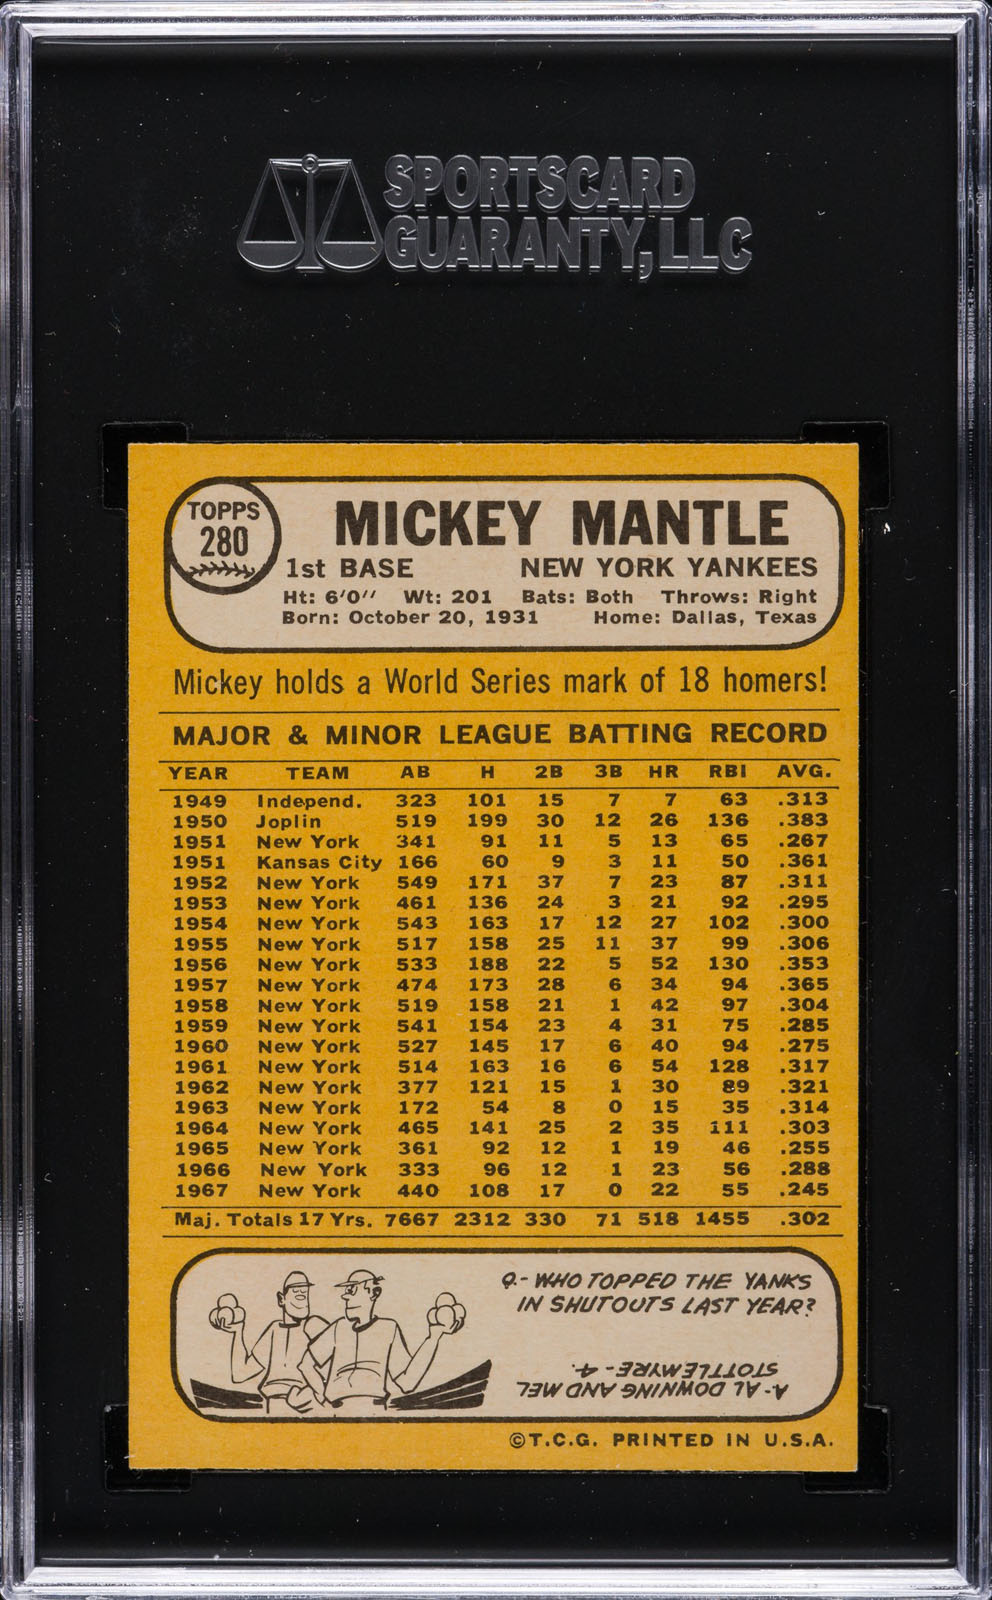 SPORTSCARD
GUARANTY, LLC
TOPPS
280
MICKEY MANTLE
1st BASE NEW YORK YANKEES
Ht: 6'0" Wt: 201 Bats: Both Throws: Right
Born: October 20, 1931 Home: Dallas, Texas
Mickey holds a World Series mark of 18 homers!
MAJOR & MINOR LEAGUE BATTING RECORD
YEAR TEAM AB H 2B 3B HR RBI AVG.
1949 Independ. 323 101 15 7 7 63 .313
1950 Joplin 519 199 30 12 26 136 .383
1951 New York 341 91 11 5 13 65 .267
1951 Kansas City 166 60 9 3 11 50 .361
1952 New York 549 171 37 7 23 87 .311
1953 New York 461 136 24 3 21 92 .295
1954 New York 543 163 17 12 27 102 .300
1955 New York 517 158 25 11 37 99 .306
1956 New York 533 188 22 5 52 130 .353
1957 New York 474 173 28 6 34 94 .365
1958 New York 519 158 21 1 42 97 .304
1959 New York 541 154 23 4 31 75 .285
1960 New York 527 145 17 6 40 94 .275
1961 New York 514 163 16 6 54 128 .317
1962 New York 377 121 15 1 30 89 .321
1963 New York 172 54 8 0 15 35 .314
1964 New York 465 141 25 2 35 111 .303
1965 New York 361 92 12 1 19 46 .255
1966 New York 333 96 12 1 23 56 .288
1967 New York 440 108 17 0 22 55 .245
Maj. Totals 17 Yrs. 7667 2312 330 71 518 1455 .302
Q.- WHO TOPPED THE YANKS
IN SHUTOUTS LAST YEAR?
A.- AL DOWNING AND MEL
STOTTLEMYRE - 4.
©T.C.G. PRINTED IN U.S.A.